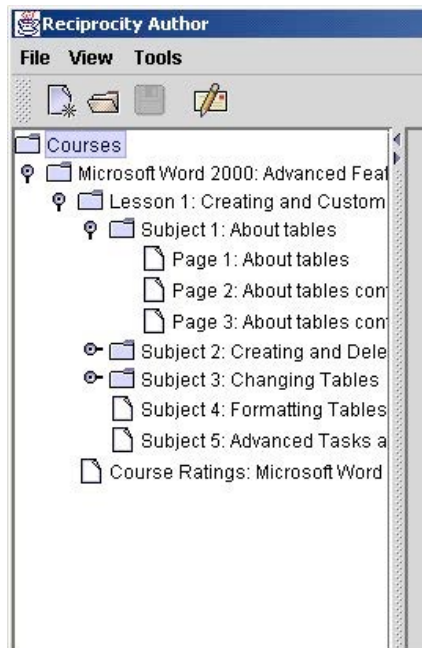 Reciprocity Author
File View Tools
Courses
Microsoft Word 2000: Advanced Feat
Lesson 1: Creating and Custom
Subject 1: About tables
Page 1: About tables
Page 2: About tables con
Page 3: About tables con
Subject 2: Creating and Dele
Subject 3: Changing Tables
Subject 4: Formatting Tables
Subject 5: Advanced Tasks a
Course Ratings: Microsoft Word